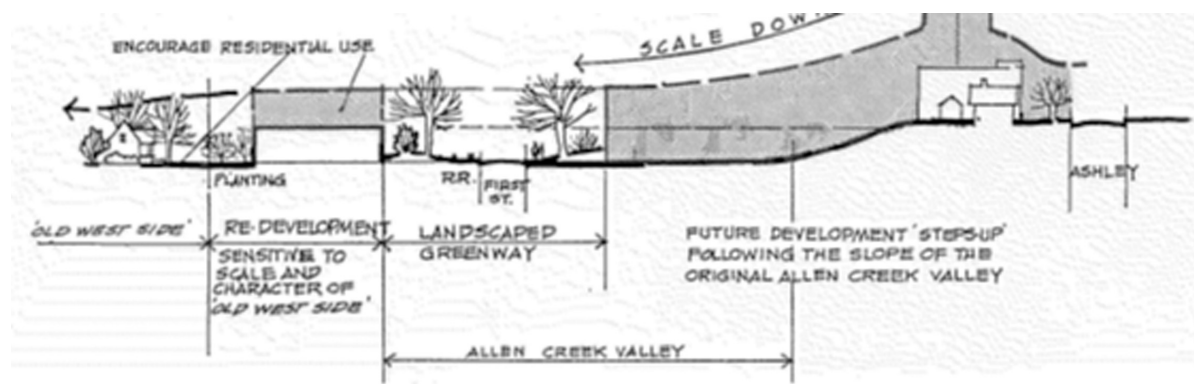 ENCOURAGE RESIDENTIAL USE
SCALE DOWN
PLANTING
R.R.
FIRST
ST.
ASHLEY
'OLD WEST SIDE'
RE-DEVELOPMENT
SENSITIVE TO
SCALE AND
CHARACTER OF
'OLD WEST SIDE'
LANDSCAPED
GREENWAY
FUTURE DEVELOPMENT 'STEPS-UP'
FOLLOWING THE SLOPE OF THE
ORIGINAL ALLEN CREEK VALLEY
ALLEN CREEK VALLEY